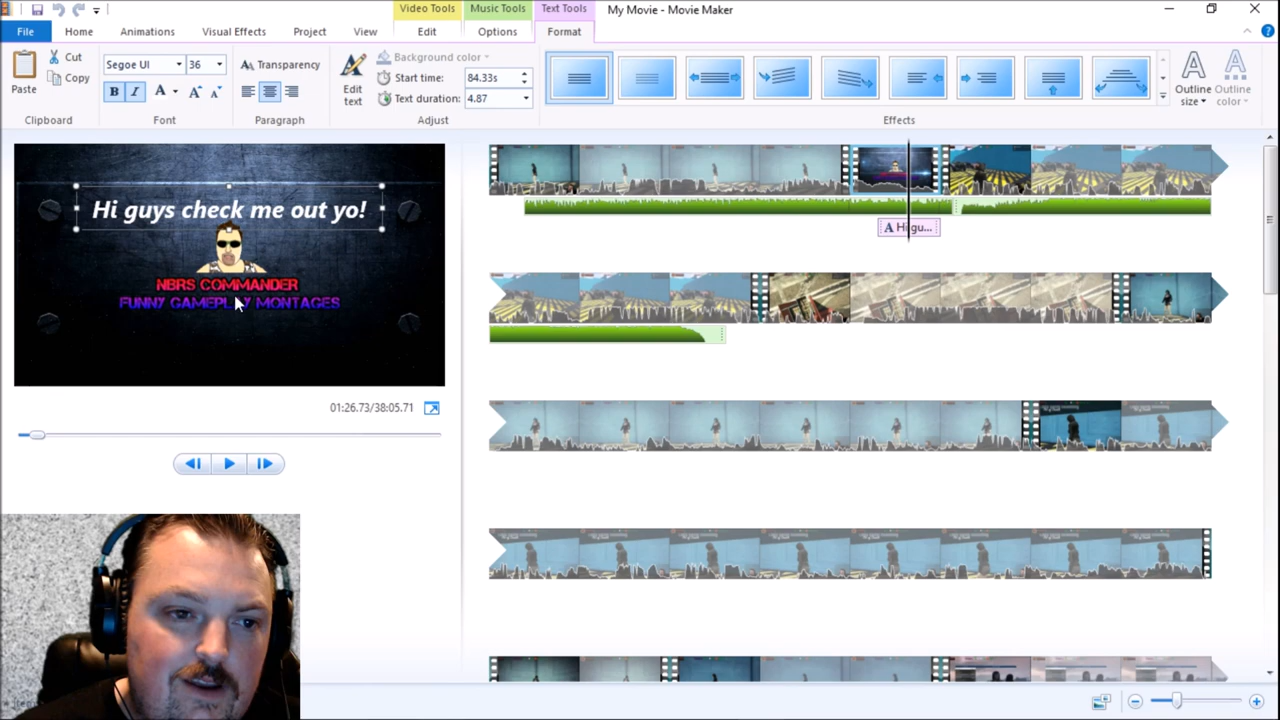 Video Tools Music Tools Text Tools My Movie - Movie Maker
File Home Animations Visual Effects Project View Edit Options Format
Paste
Cut
Copy
Clipboard
Segoe UI 36
B I A A A
Font
Transparency
Paragraph
Edit
text
Background color
Start time: 84.33s
Text duration: 4.87
Adjust
Effects
Outline
size
Outline
color
Hi guys check me out yo!
NBRS COMMANDER
FUNNY GAMEPLAY MONTAGES
01:26.73/38:05.71
A Hi gu...